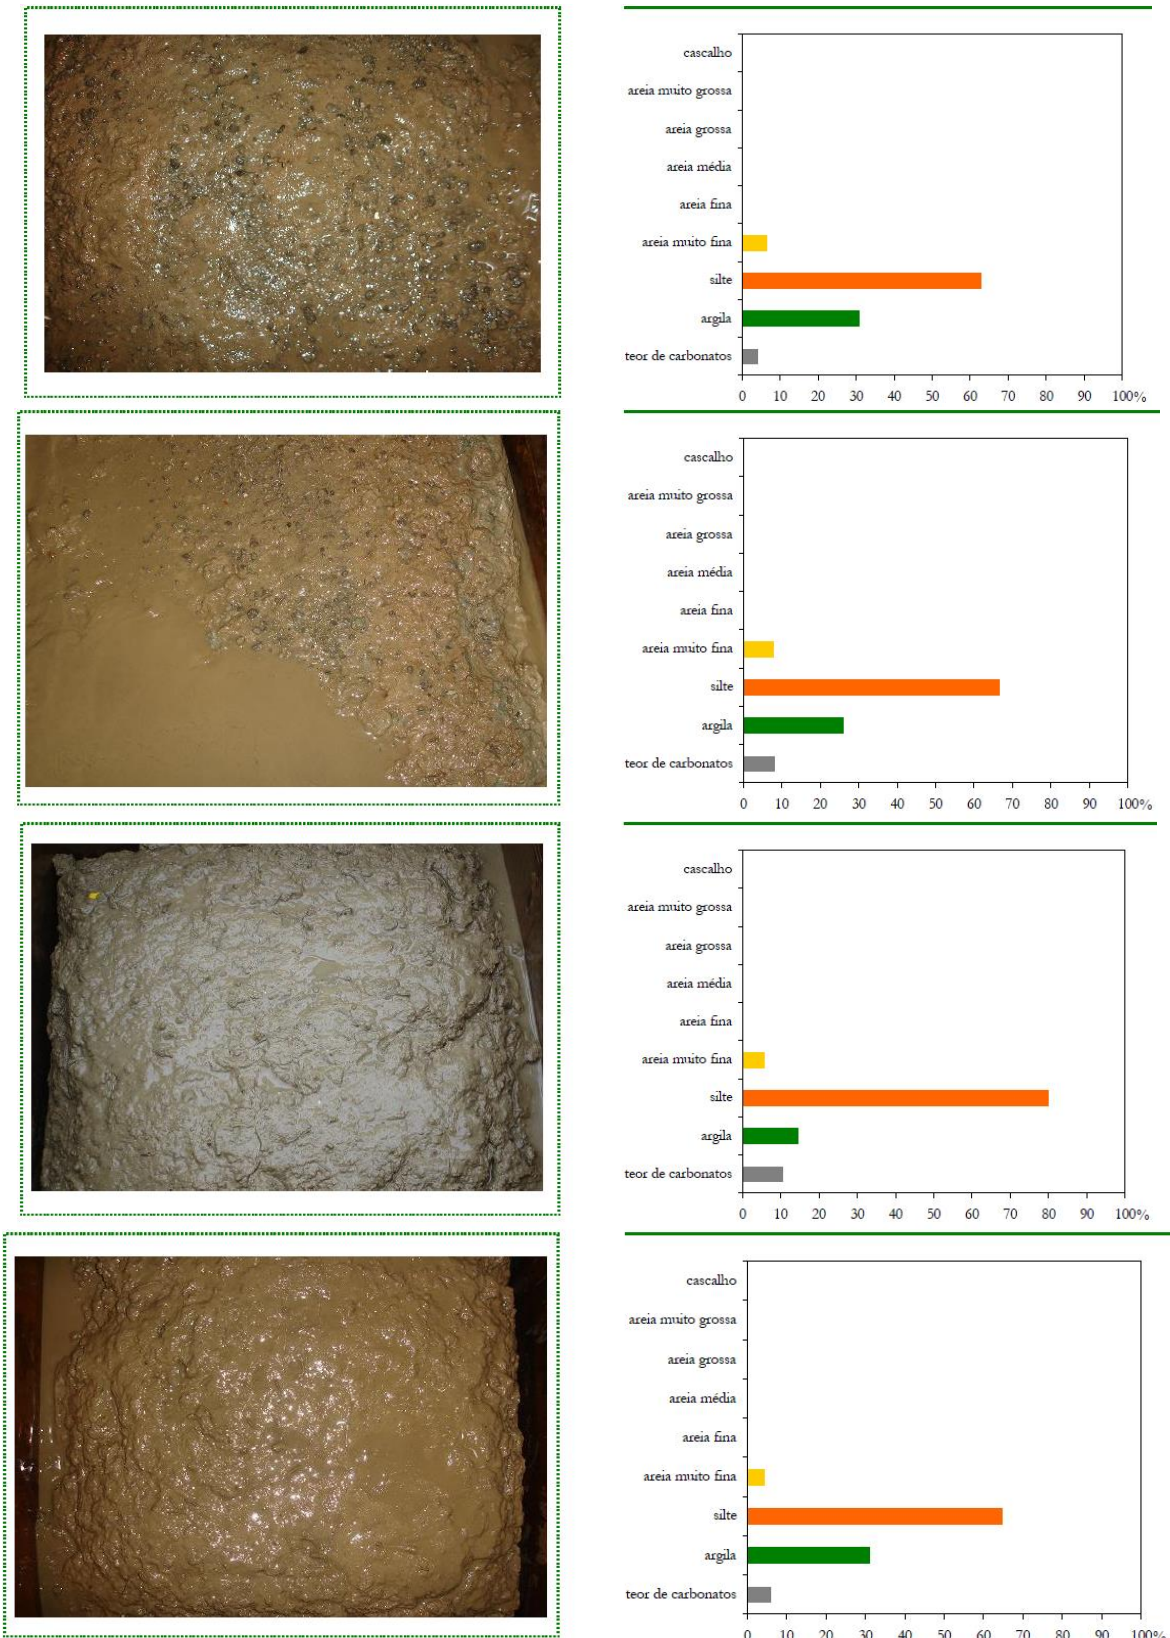 cascalho
areia muito grossa
areia grossa
areia média
areia fina
areia muito fina
silte
argila
teor de carbonatos
0 10 20 30 40 50 60 70 80 90 100%
cascalho
areia muito grossa
areia grossa
areia média
areia fina
areia muito fina
silte
argila
teor de carbonatos
0 10 20 30 40 50 60 70 80 90 100%
cascalho
areia muito grossa
areia grossa
areia média
areia fina
areia muito fina
silte
argila
teor de carbonatos
0 10 20 30 40 50 60 70 80 90 100%
cascalho
areia muito grossa
areia grossa
areia média
areia fina
areia muito fina
silte
argila
teor de carbonatos
0 10 20 30 40 50 60 70 80 90 100%